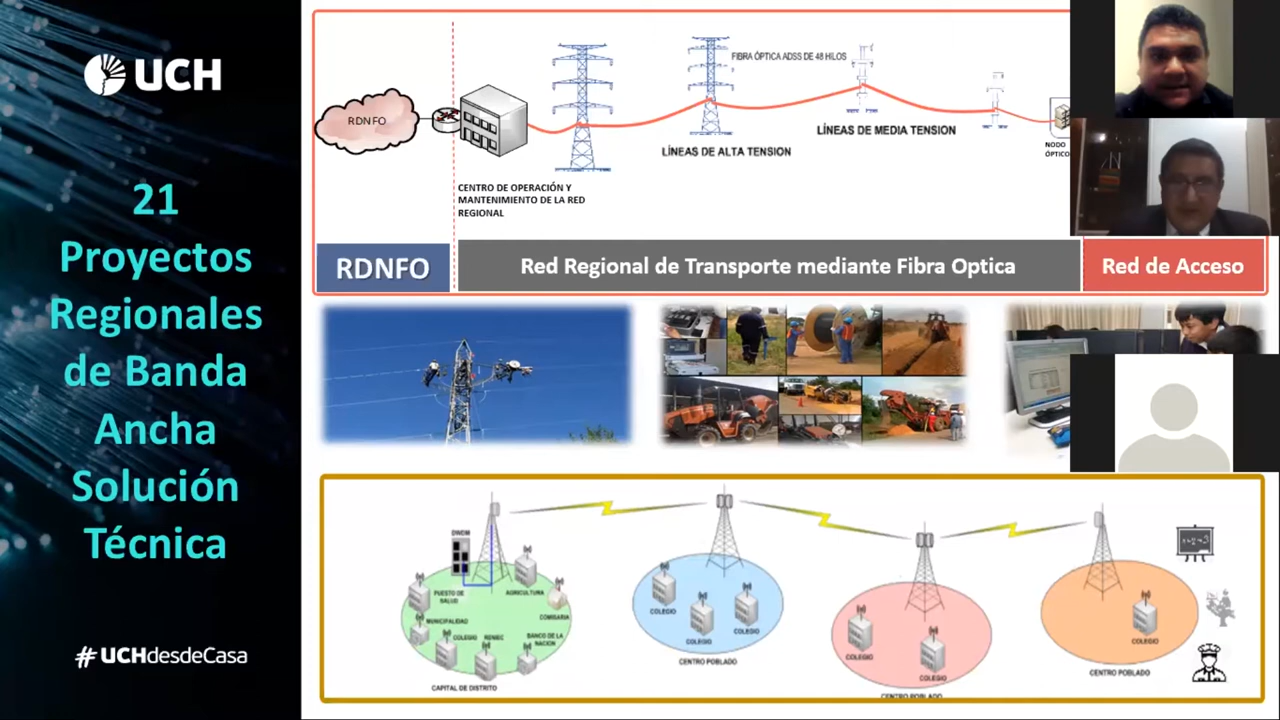 UCH
21
Proyectos
Regionales
de Banda
Ancha
Solución
Técnica
#UCHdesdeCasa
RDNFO
FIBRA ÓPTICA ADSS DE 48 HILOS
LÍNEAS DE ALTA TENSION
LÍNEAS DE MEDIA TENSION
NODO
ÓPTICO
CENTRO DE OPERACIÓN Y
MANTENIMIENTO DE LA RED
REGIONAL
RDNFO
Red Regional de Transporte mediante Fibra Optica
Red de Acceso
DWDM
PUESTO DE
SALUD
AGRICULTURA
COMISARIA
MUNICIPALIDAD
COLEGIO
RENIEC
BANCO DE LA
NACION
CAPITAL DE DISTRITO
COLEGIO
COLEGIO
COLEGIO
CENTRO POBLADO
COLEGIO
COLEGIO
CENTRO POBLADO
COLEGIO
CENTRO POBLADO